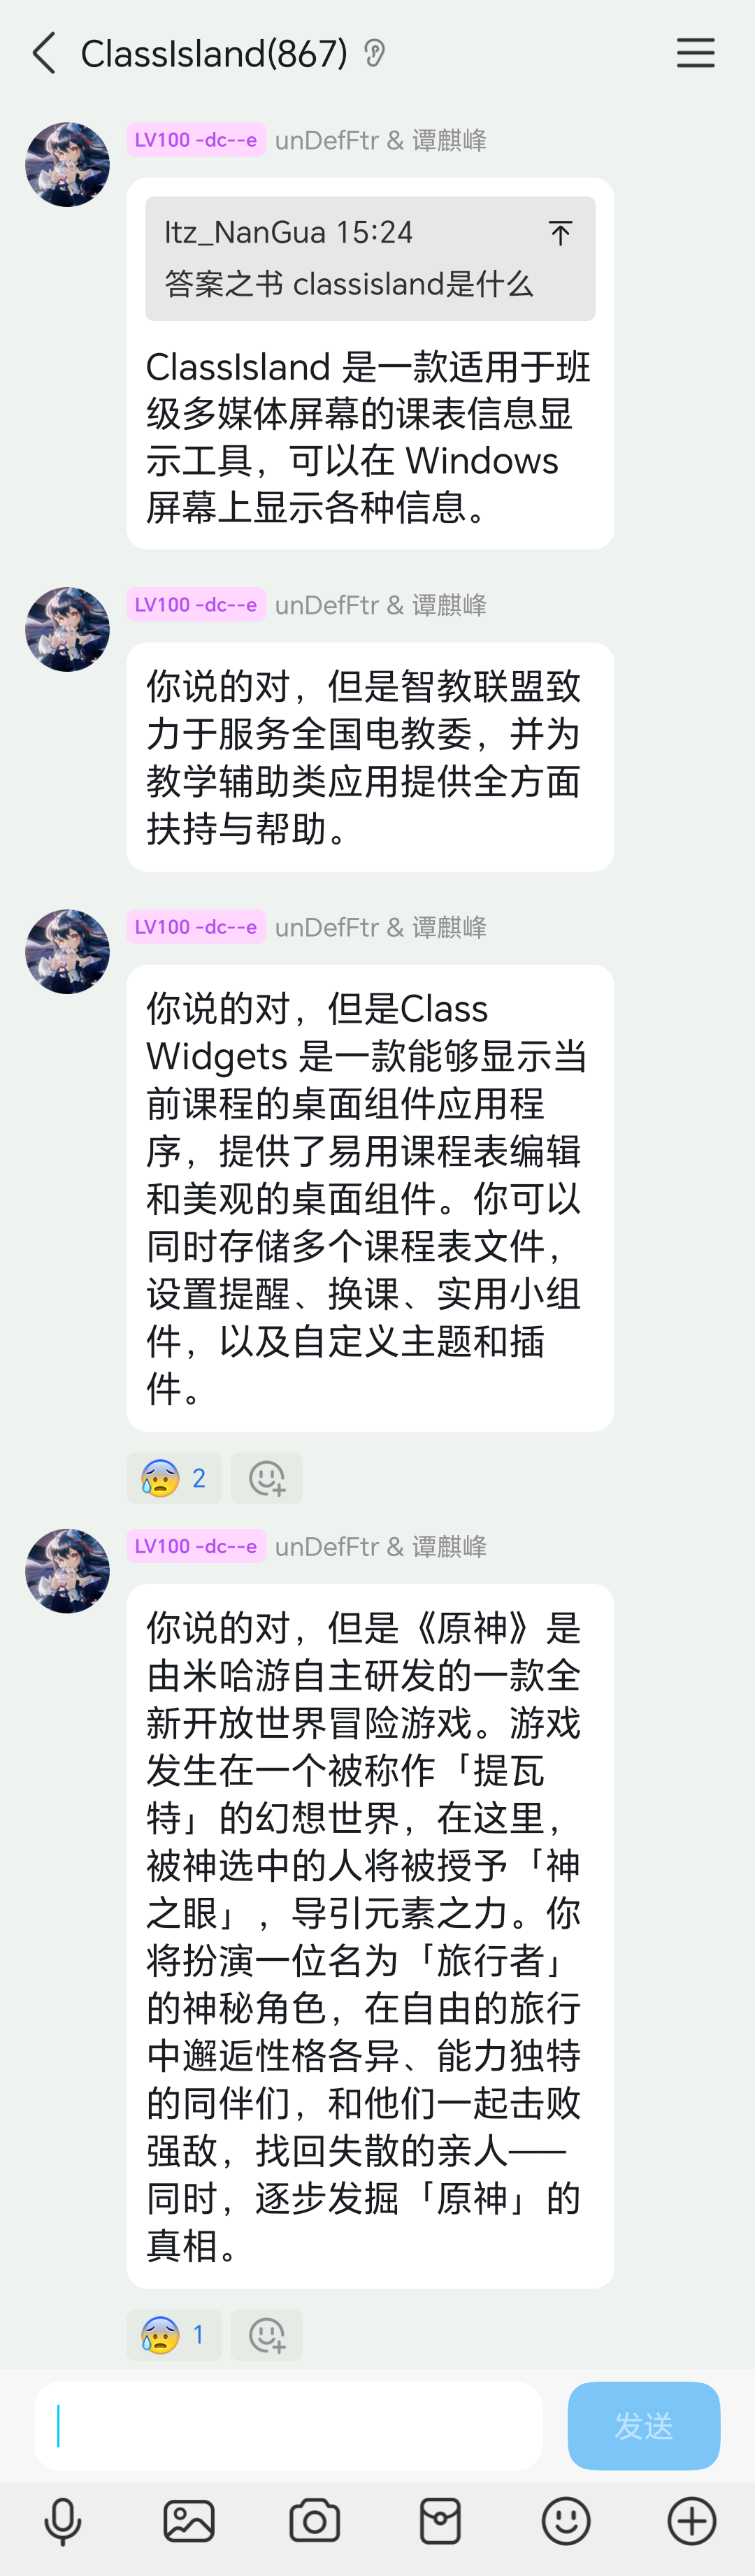 ClassIsland(867)
LV100 -dc--e unDefFtr & 谭麒峰
Itz_NanGua 15:24
答案之书 classisland是什么
ClassIsland 是一款适用于班
级多媒体屏幕的课表信息显
示工具，可以在 Windows
屏幕上显示各种信息。
LV100 -dc--e unDefFtr & 谭麒峰
你说的对，但是智教联盟致
力于服务全国电教委，并为
教学辅助类应用提供全方面
扶持与帮助。
LV100 -dc--e unDefFtr & 谭麒峰
你说的对，但是Class
Widgets 是一款能够显示当
前课程的桌面组件应用程
序，提供了易用课程表编辑
和美观的桌面组件。你可以
同时存储多个课程表文件，
设置提醒、换课、实用小组
件，以及自定义主题和插
件。
2
LV100 -dc--e unDefFtr & 谭麒峰
你说的对，但是《原神》是
由米哈游自主研发的一款全
新开放世界冒险游戏。游戏
发生在一个被称作「提瓦
特」的幻想世界，在这里，
被神选中的人将被授予「神
之眼」，导引元素之力。你
将扮演一位名为「旅行者」
的神秘角色，在自由的旅行
中邂逅性格各异、能力独特
的同伴们，和他们一起击败
强敌，找回失散的亲人——
同时，逐步发掘「原神」的
真相。
1
发送